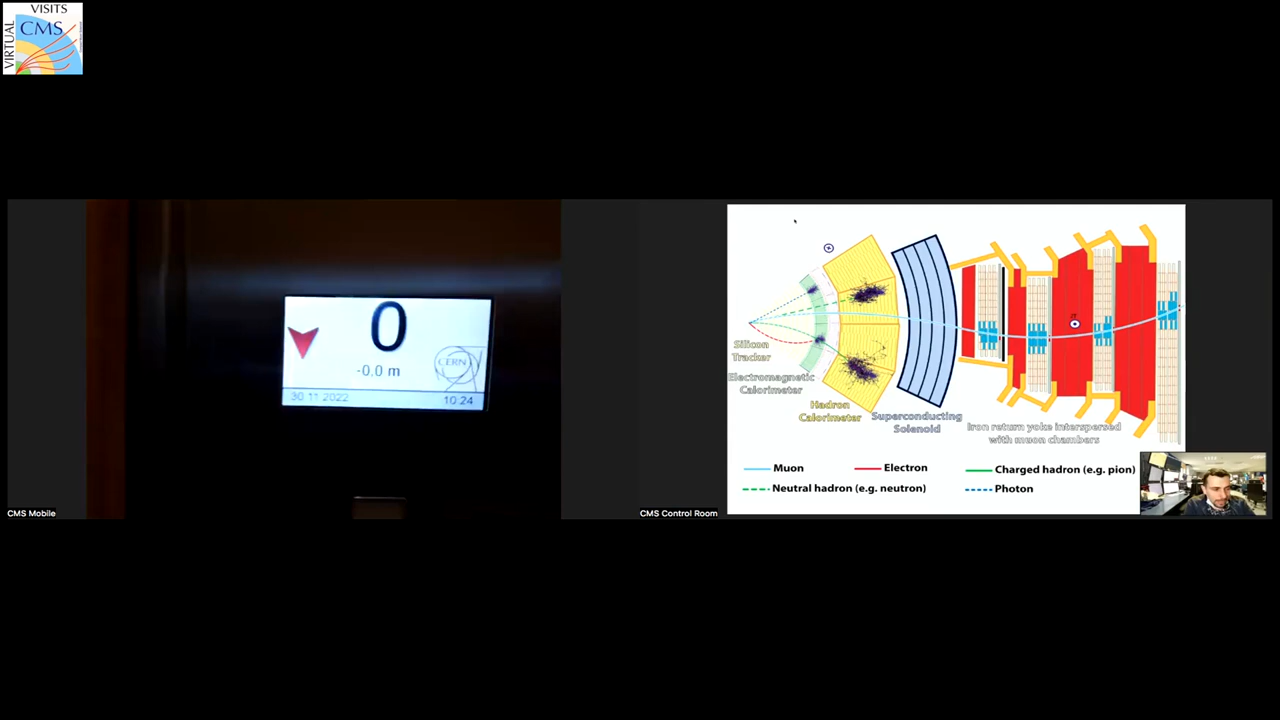 VISITS
VIRTUAL
CMS
0
-0.0 m
CERN
30 11 2022
10:24
CMS Mobile
Silicon
Tracker
Electromagnetic
Calorimeter
Hadron
Calorimeter
Superconducting
Solenoid
Iron return yoke interspersed
with muon chambers
Muon
Electron
Charged hadron (e.g. pion)
Neutral hadron (e.g. neutron)
Photon
CMS Control Room